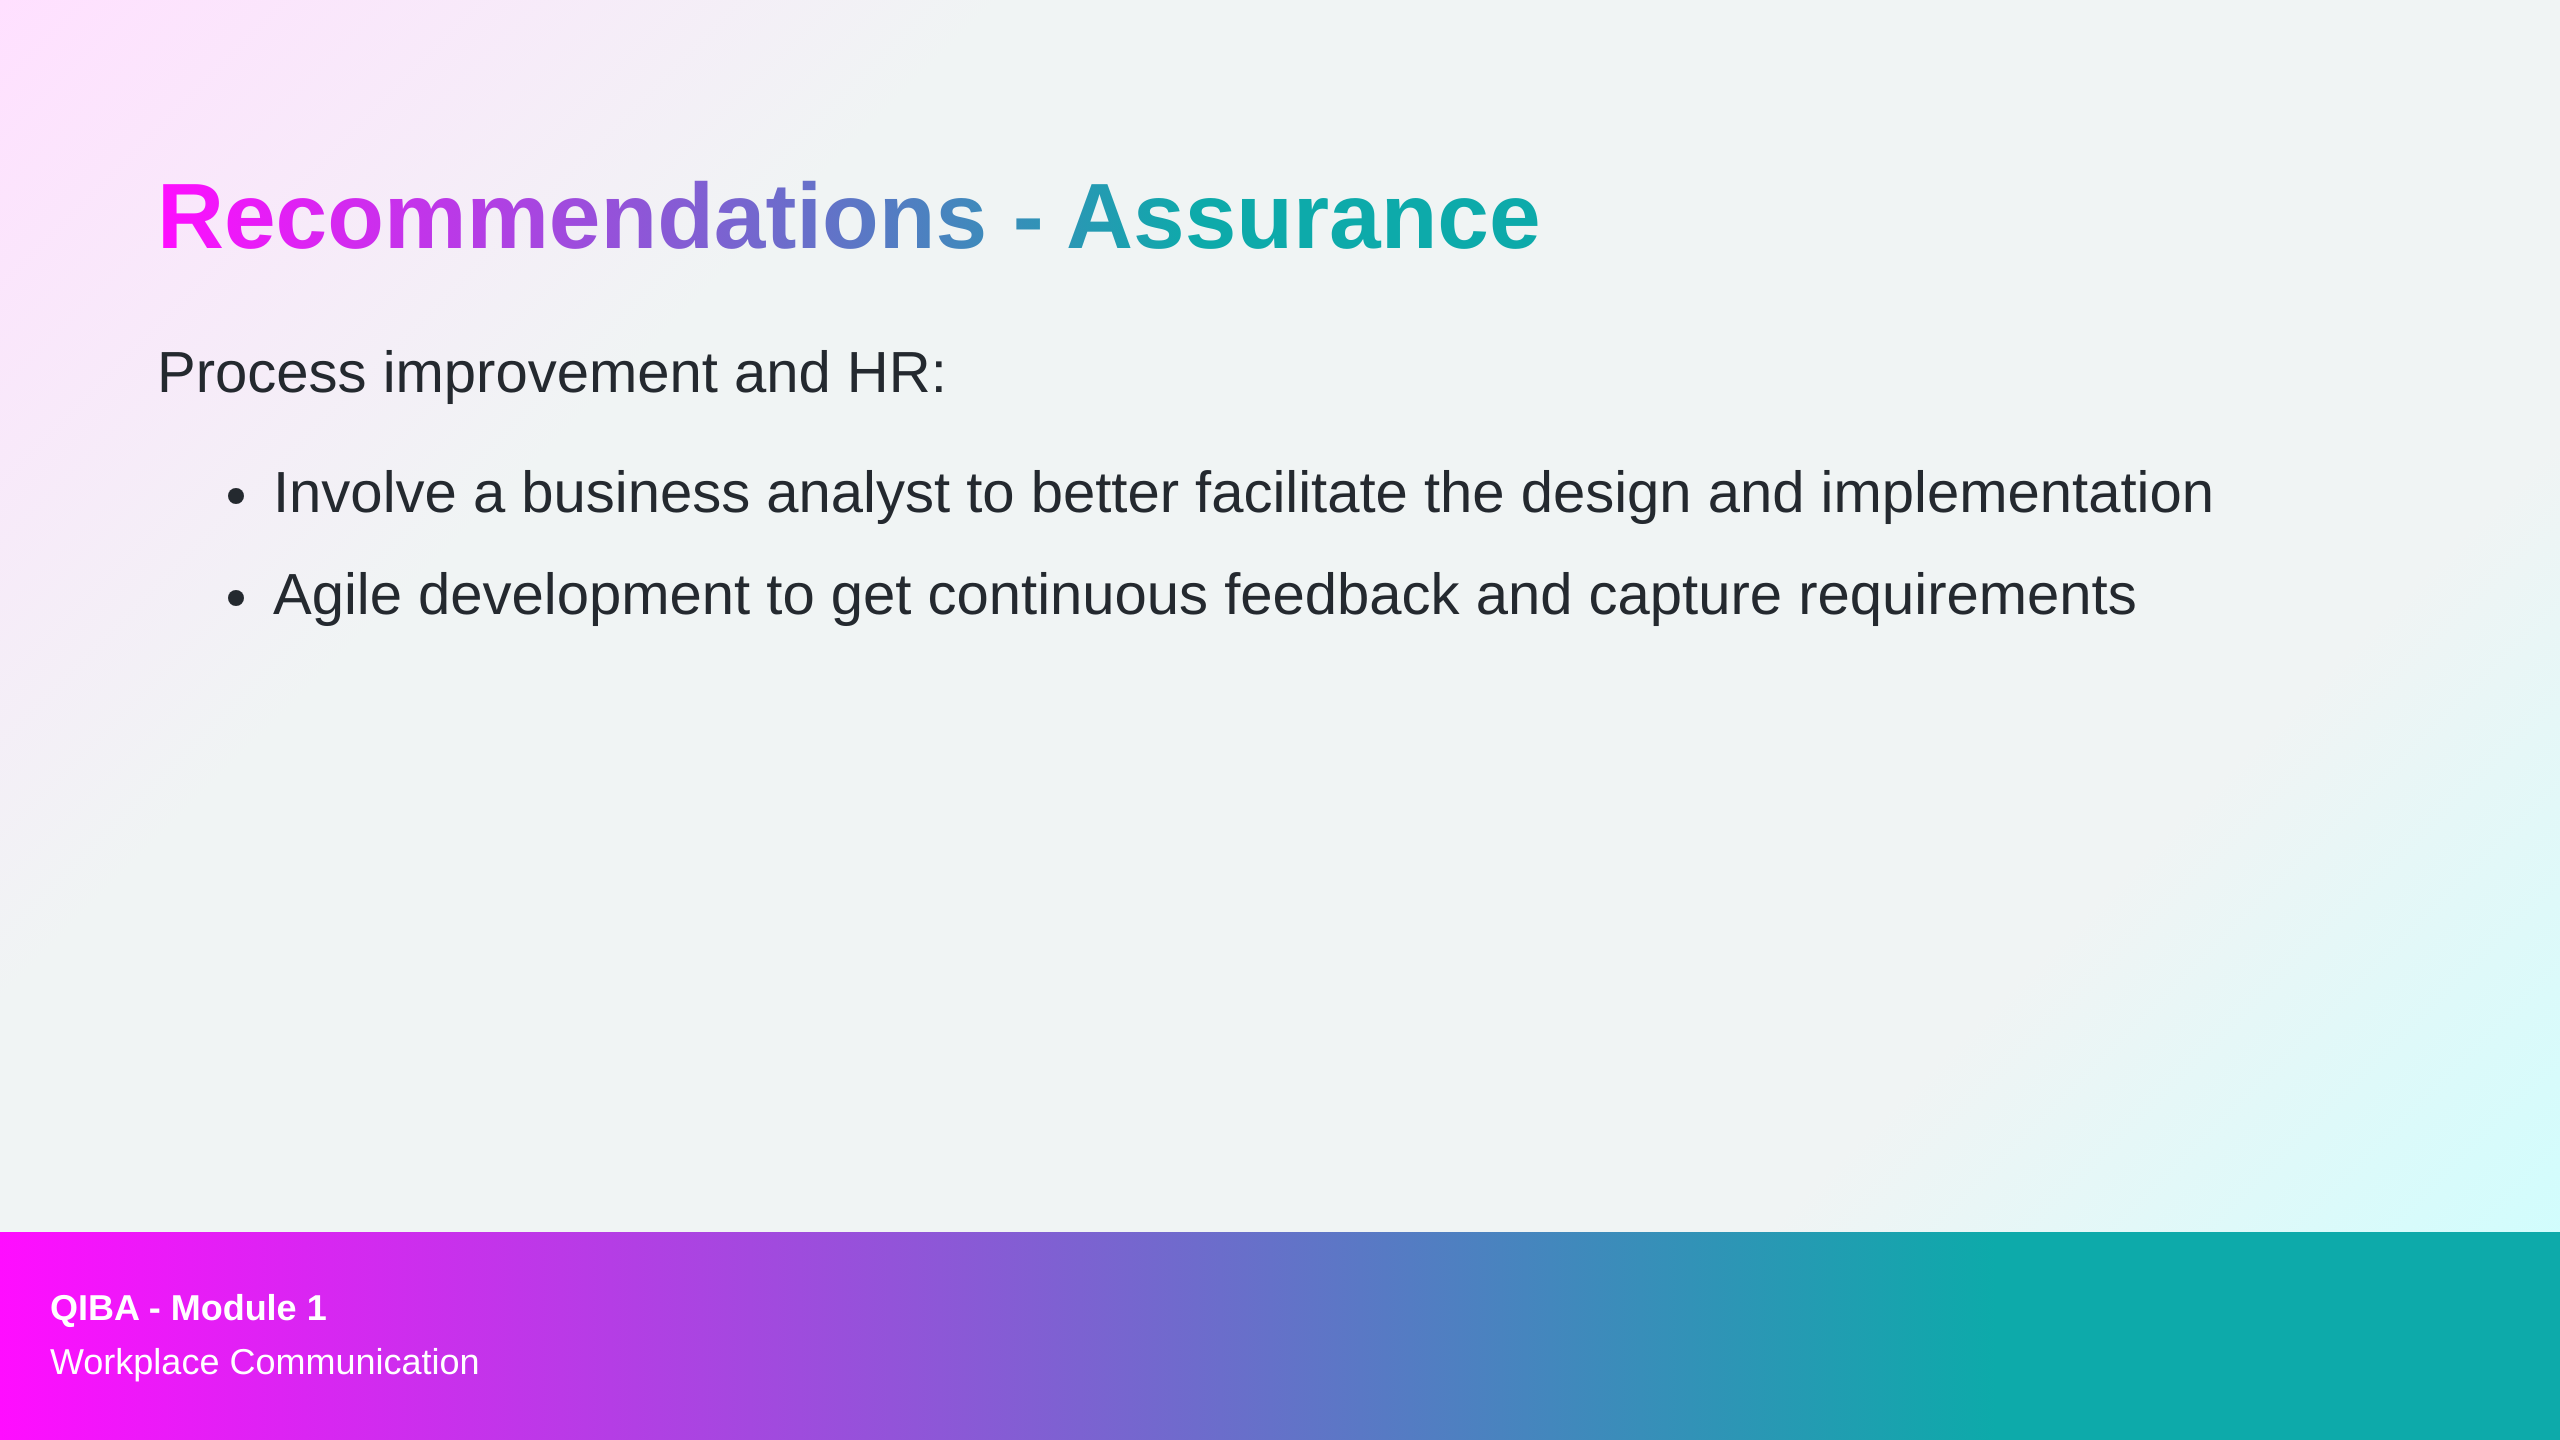 Recommendations - Assurance
Process improvement and HR:
• Involve a business analyst to better facilitate the design and implementation
• Agile development to get continuous feedback and capture requirements
QIBA - Module 1
Workplace Communication